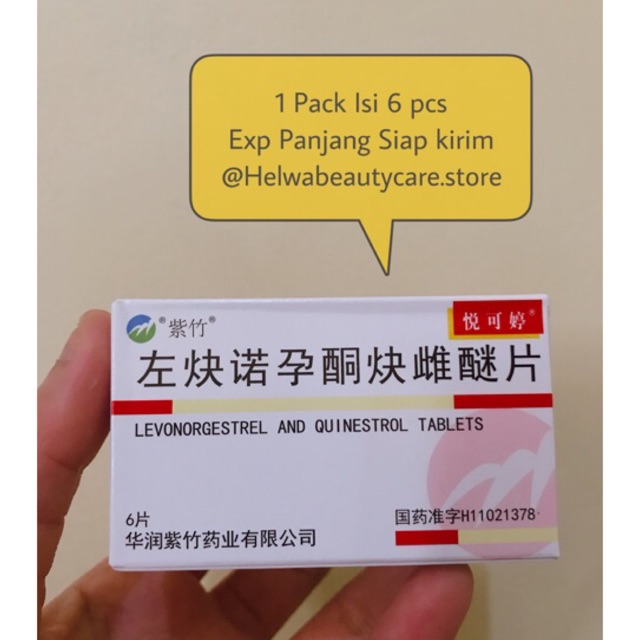 1 Pack Isi 6 pcs
Exp Panjang Siap kirim
@Helwabeautycare.store
®紫竹®
悦可婷®
左炔诺孕酮炔雌醚片
LEVONORGESTREL AND QUINESTROL TABLETS
6片
国药准字H11021378
华润紫竹药业有限公司